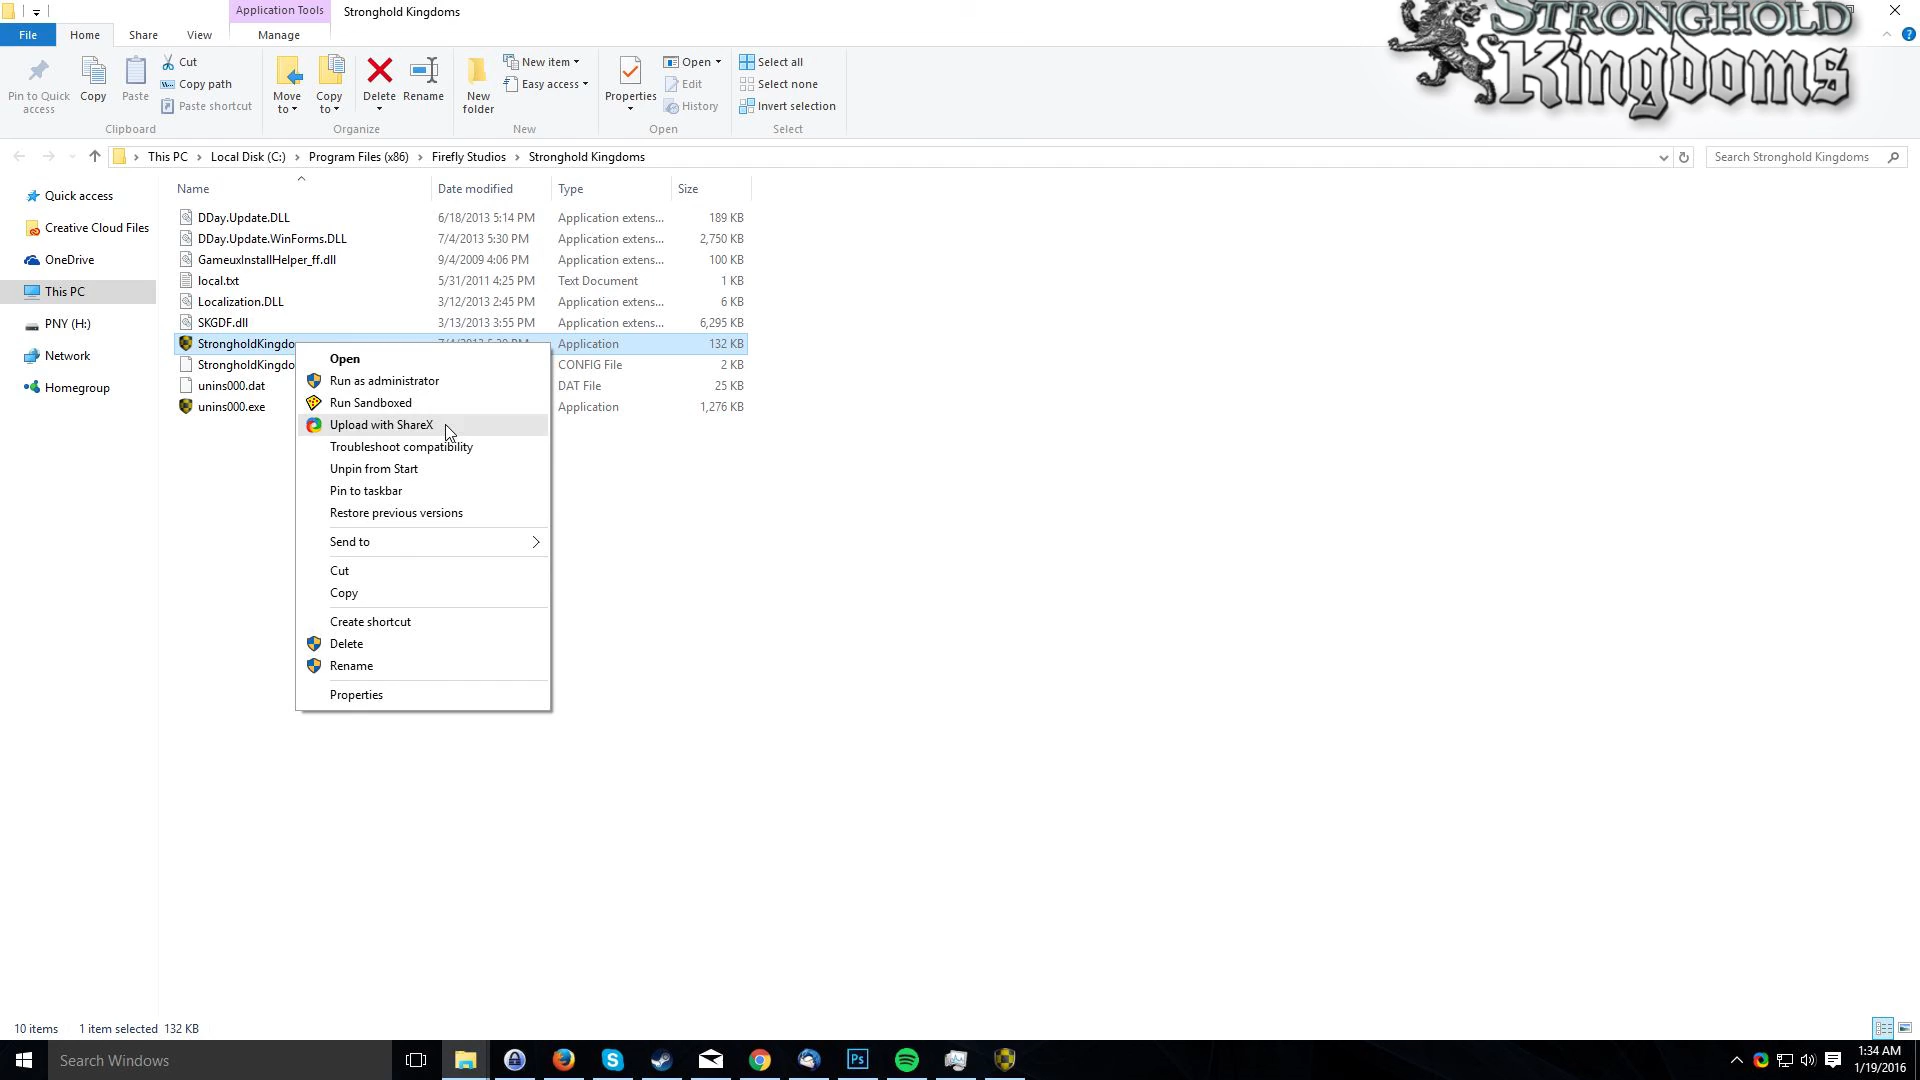 Application Tools
Stronghold Kingdoms
STRONGHOLD
Kingdoms
File Home Share View Manage
Pin to Quick access
Copy
Paste
Cut
Copy path
Paste shortcut
Clipboard
Move to
Copy to
Delete
Rename
Organize
New folder
New item
Easy access
New
Properties
Open
Edit
History
Open
Select all
Select none
Invert selection
Select
This PC > Local Disk (C:) > Program Files (x86) > Firefly Studios > Stronghold Kingdoms
Search Stronghold Kingdoms
Quick access
Creative Cloud Files
OneDrive
This PC
PNY (H:)
Network
Homegroup
Name Date modified Type Size
DDay.Update.DLL 6/18/2013 5:14 PM Application extens... 189 KB
DDay.Update.WinForms.DLL 7/4/2013 5:30 PM Application extens... 2,750 KB
GameuxInstallHelper_ff.dll 9/4/2009 4:06 PM Application extens... 100 KB
local.txt 5/31/2011 4:25 PM Text Document 1 KB
Localization.DLL 3/12/2013 2:45 PM Application extens... 6 KB
SKGDF.dll 3/13/2013 3:55 PM Application extens... 6,295 KB
StrongholdKingdo Application 132 KB
StrongholdKingdo CONFIG File 2 KB
unins000.dat DAT File 25 KB
unins000.exe Application 1,276 KB
Open
Run as administrator
Run Sandboxed
Upload with ShareX
Troubleshoot compatibility
Unpin from Start
Pin to taskbar
Restore previous versions
Send to
Cut
Copy
Create shortcut
Delete
Rename
Properties
10 items 1 item selected 132 KB
Search Windows
Ps
1:34 AM
1/19/2016